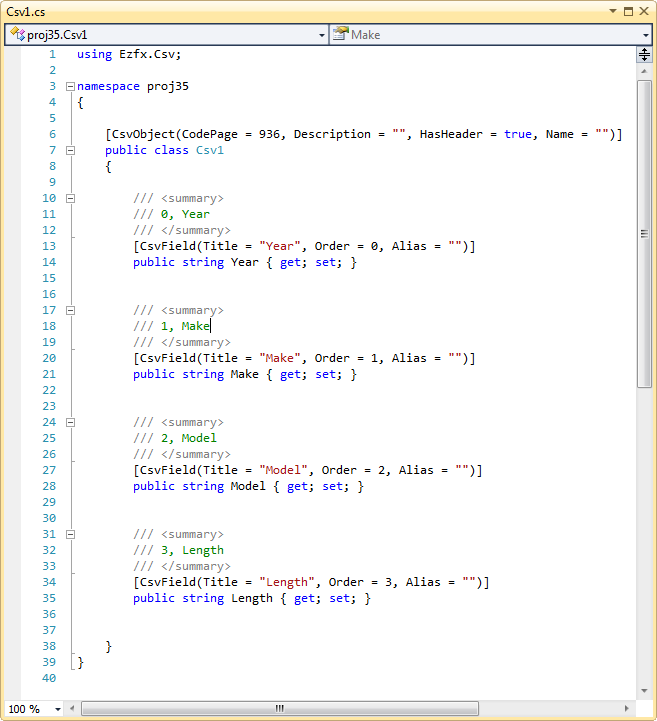 Csv1.cs
proj35.Csv1 Make
1 using Ezfx.Csv;
2
3 namespace proj35
4 {
5
6 [CsvObject(CodePage = 936, Description = "", HasHeader = true, Name = "")]
7 public class Csv1
8 {
9
10 /// <summary>
11 /// 0, Year
12 /// </summary>
13 [CsvField(Title = "Year", Order = 0, Alias = "")]
14 public string Year { get; set; }
15
16
17 /// <summary>
18 /// 1, Make
19 /// </summary>
20 [CsvField(Title = "Make", Order = 1, Alias = "")]
21 public string Make { get; set; }
22
23
24 /// <summary>
25 /// 2, Model
26 /// </summary>
27 [CsvField(Title = "Model", Order = 2, Alias = "")]
28 public string Model { get; set; }
29
30
31 /// <summary>
32 /// 3, Length
33 /// </summary>
34 [CsvField(Title = "Length", Order = 3, Alias = "")]
35 public string Length { get; set; }
36
37
38 }
39 }
40
100 %